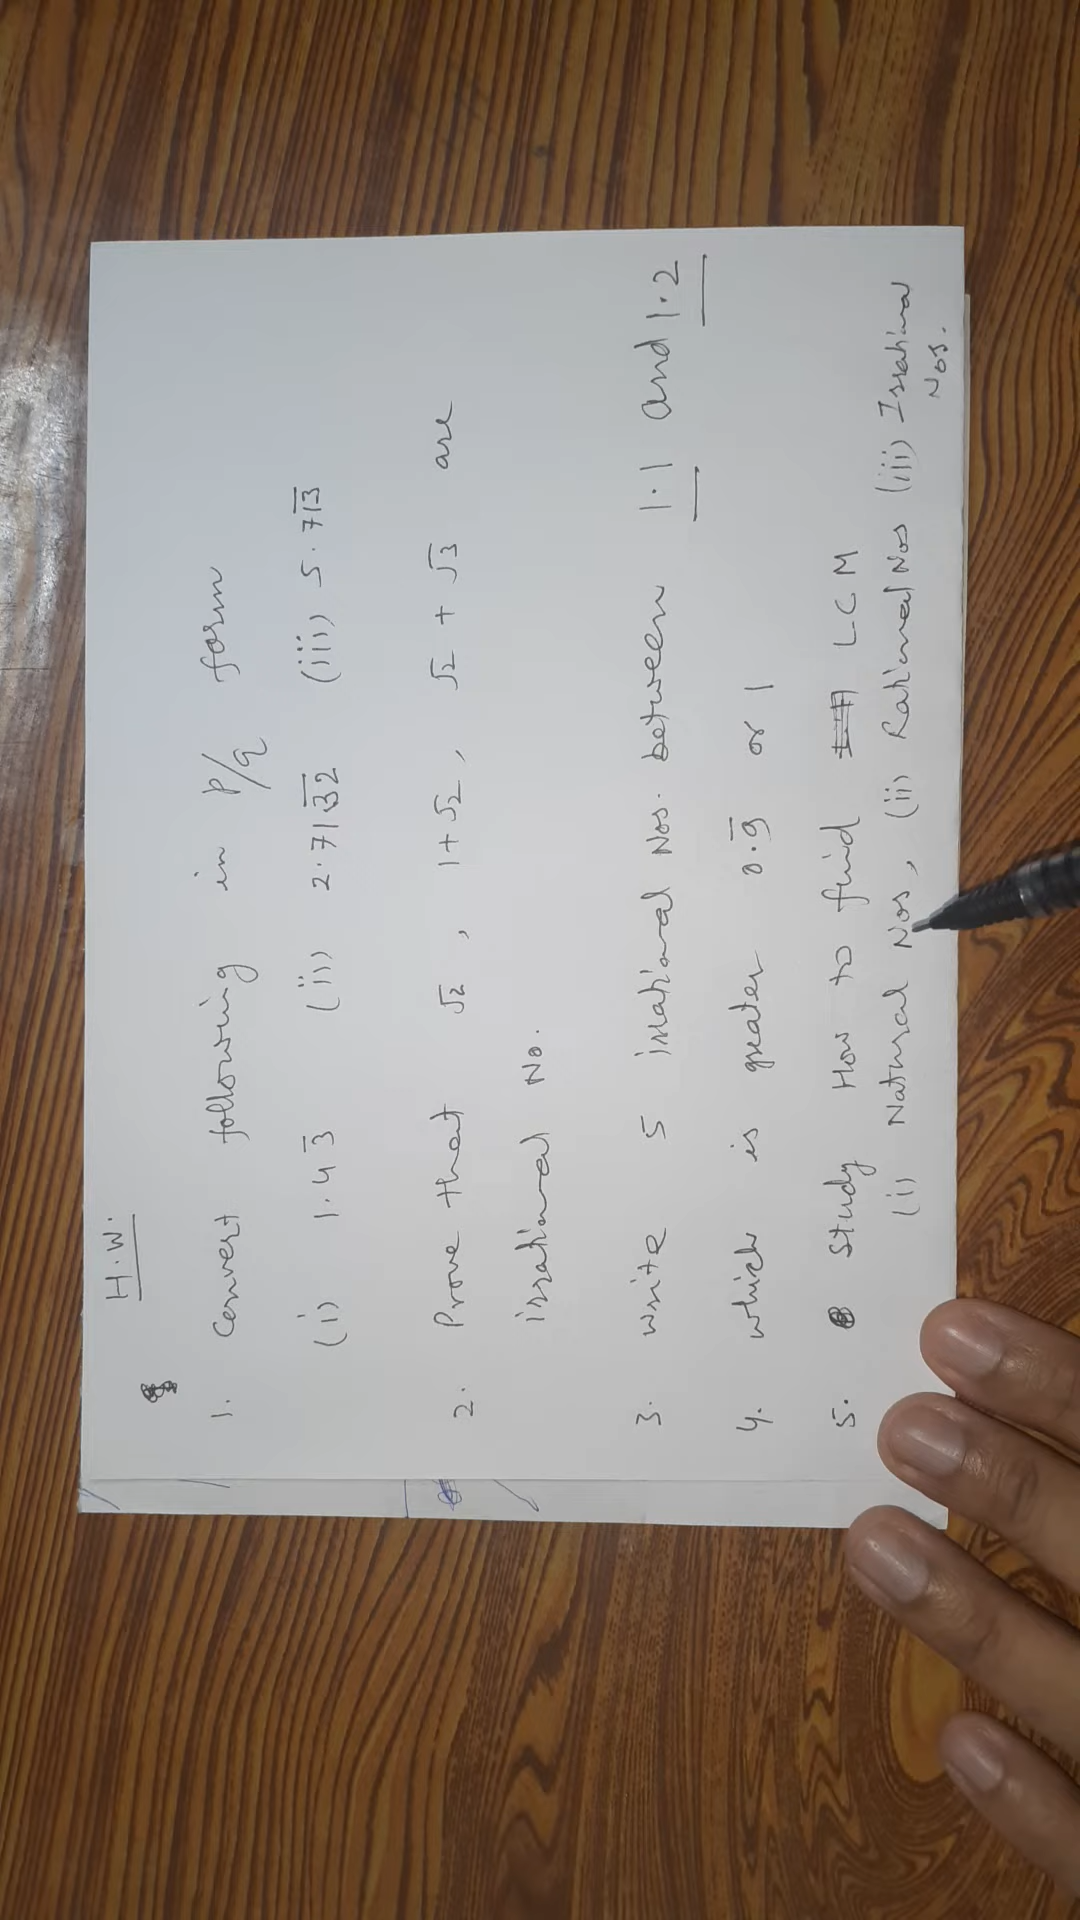 H.W.
1. Convert following in p/q form
(i) 1.43̅ (ii) 2.713̅2̅ (iii) 5.71̅3̅
2. Prove that √2, 1+√2, √2 + √3 are
irrational No.
3. write 5 irrational Nos. between 1.1 and 1.2
4. which is greater 0.9̅ or 1
5. Study How to find LCM
(i) Natural Nos, (ii) Rational Nos (iii) Irrational
Nos.